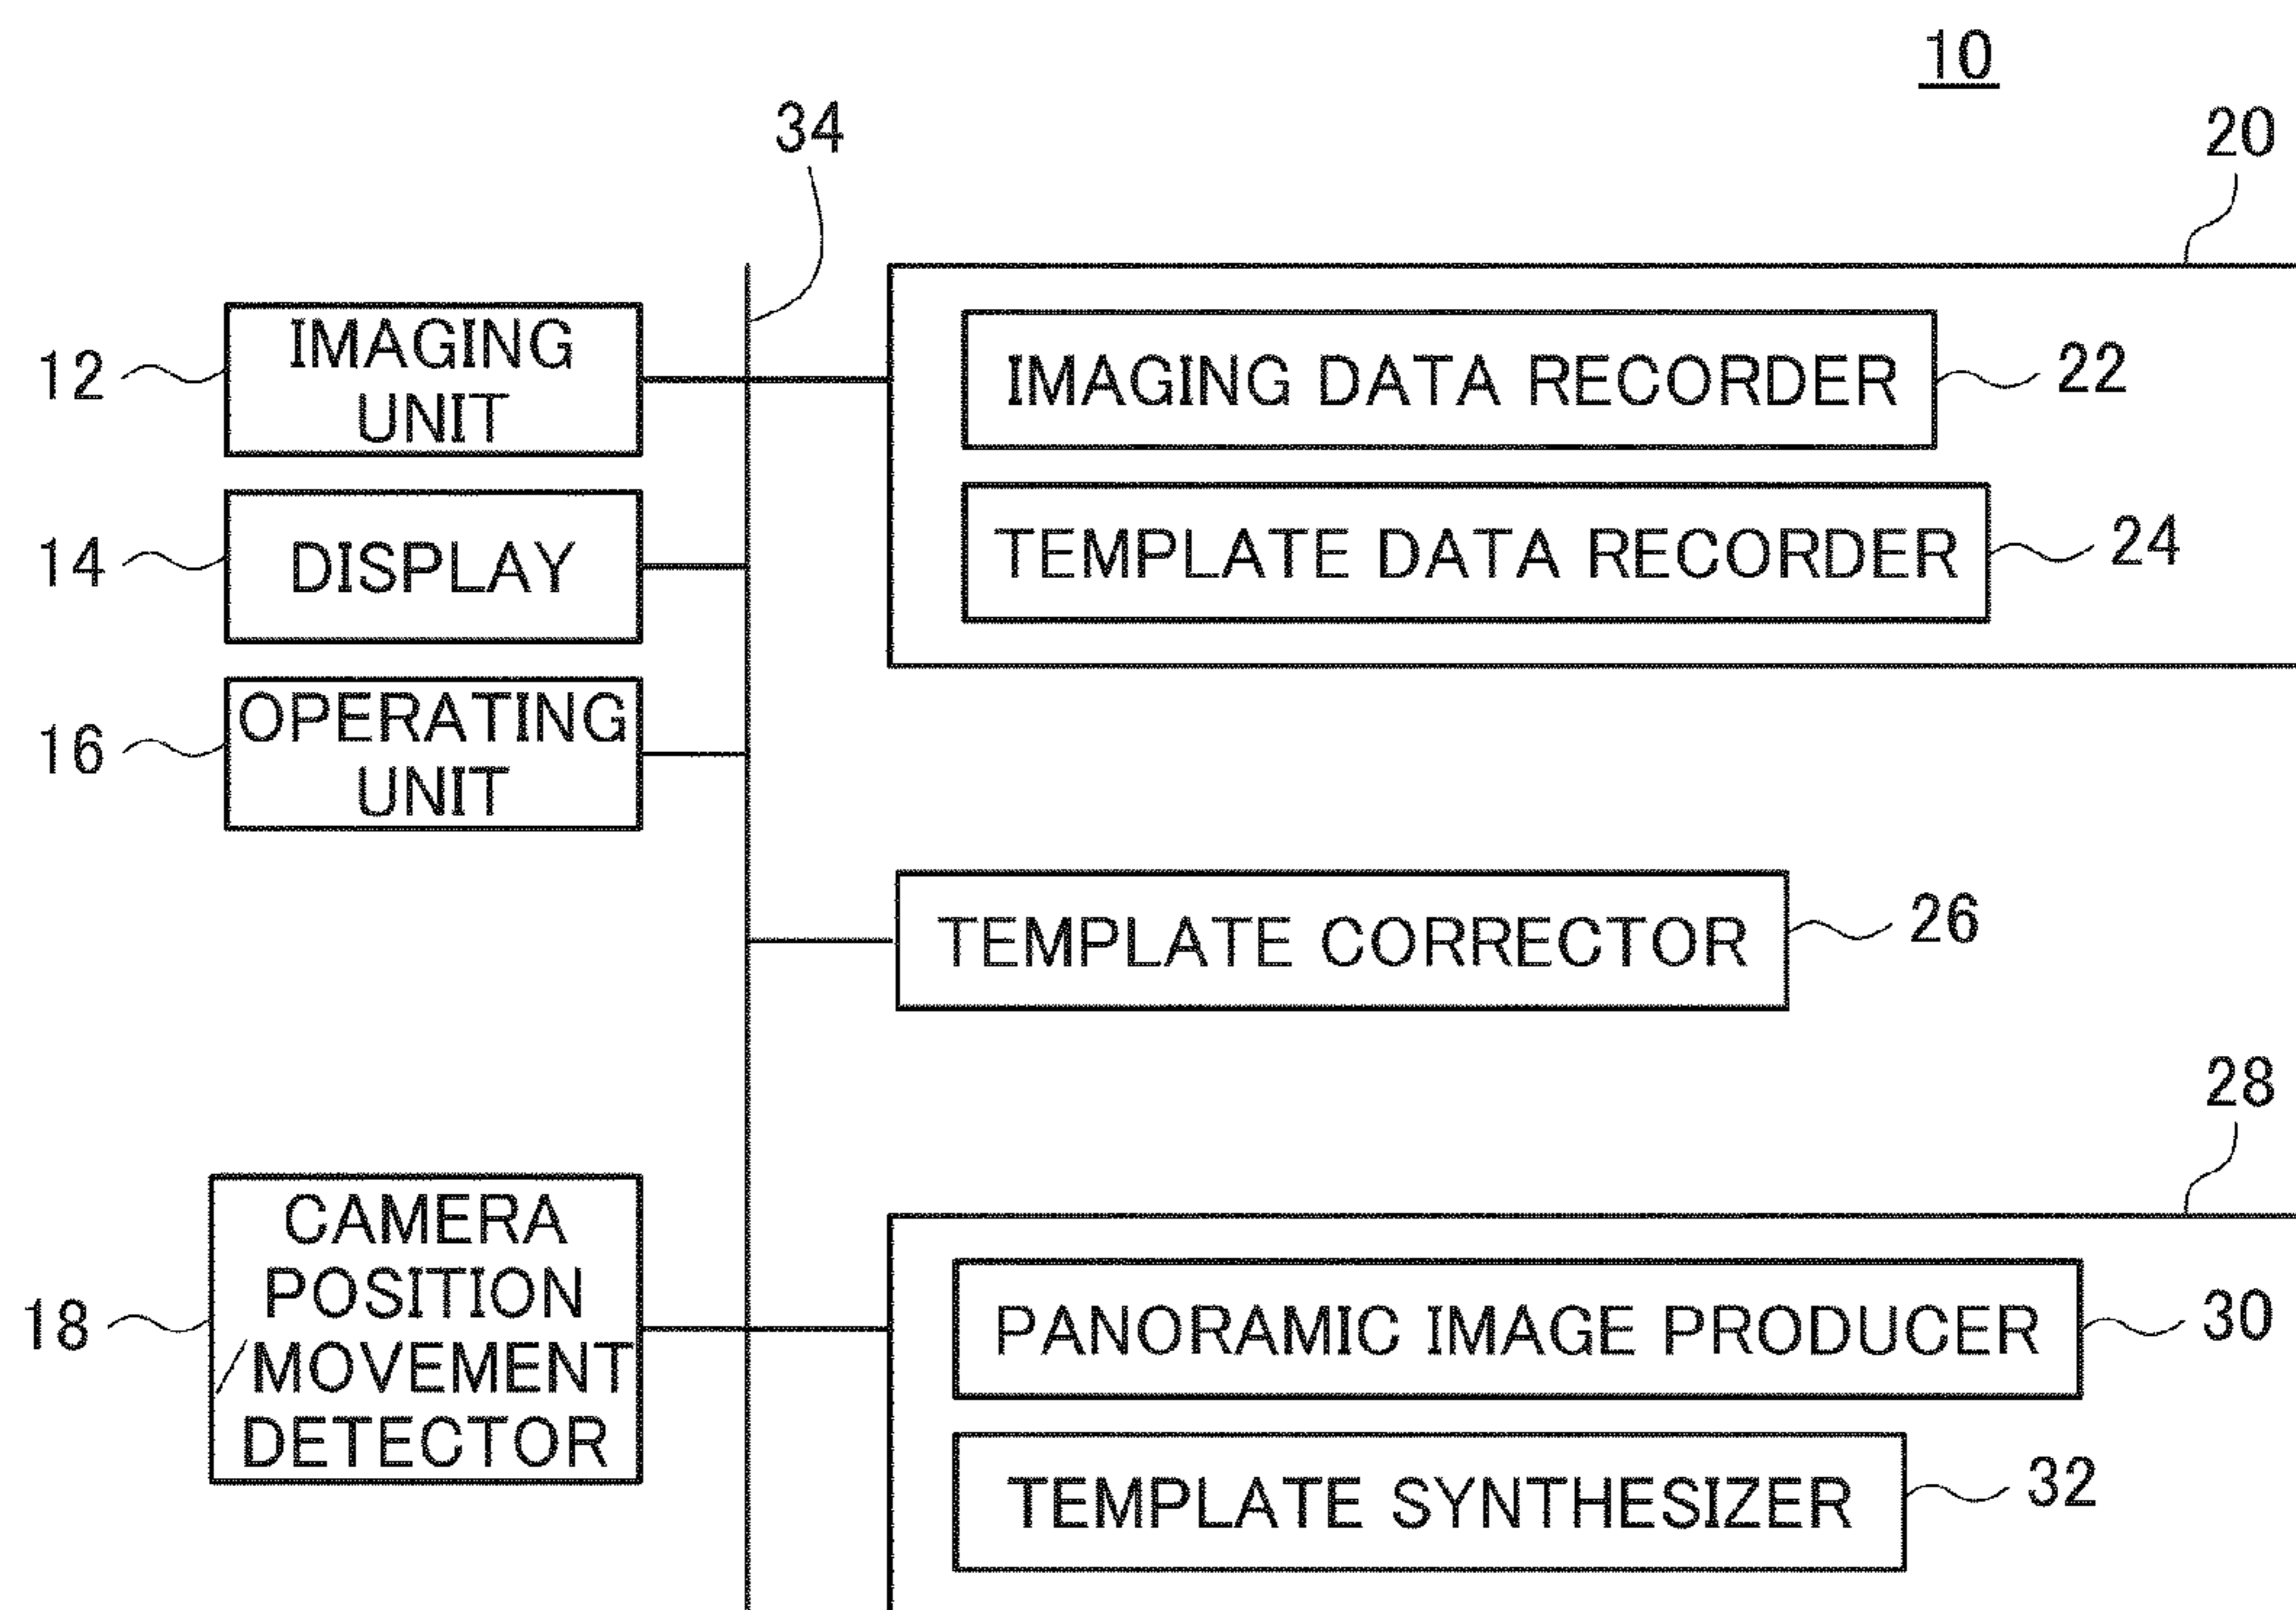 10
34
20
12
IMAGING
UNIT
IMAGING DATA RECORDER
22
14
DISPLAY
TEMPLATE DATA RECORDER
24
16
OPERATING
UNIT
TEMPLATE CORRECTOR
26
28
18
CAMERA
POSITION
/MOVEMENT
DETECTOR
PANORAMIC IMAGE PRODUCER
30
TEMPLATE SYNTHESIZER
32